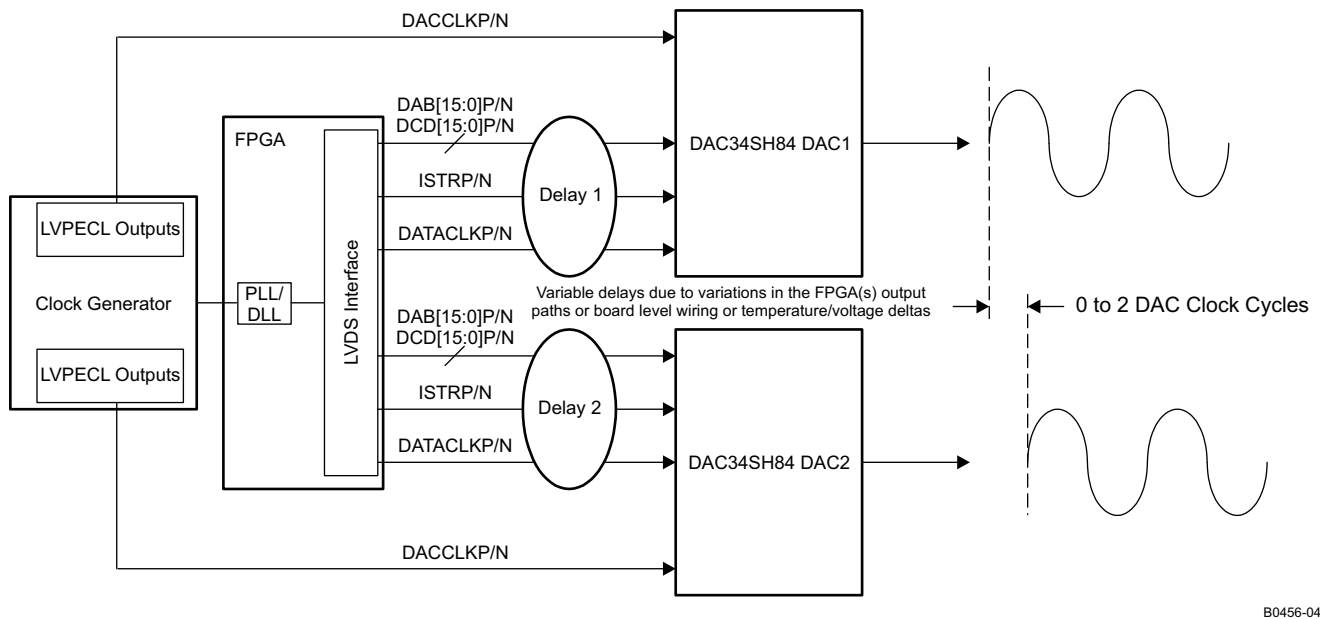 DACCLKP/N
DAB[15:0]P/N
DCD[15:0]P/N
FPGA
DAC34SH84 DAC1
ISTRP/N
Delay 1
LVPECL Outputs
DATACLKP/N
LVDS Interface
Clock Generator
PLL/
DLL
Variable delays due to variations in the FPGA(s) output
paths or board level wiring or temperature/voltage deltas
0 to 2 DAC Clock Cycles
DAB[15:0]P/N
DCD[15:0]P/N
LVPECL Outputs
ISTRP/N
Delay 2
DATACLKP/N
DAC34SH84 DAC2
DACCLKP/N
B0456-04